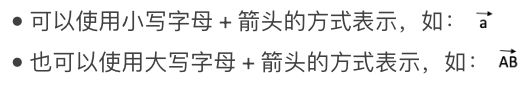 ● 可以使用小写字母 + 箭头的方式表示，如： a⃗
● 也可以使用大写字母 + 箭头的方式表示，如： A⃗B⃗